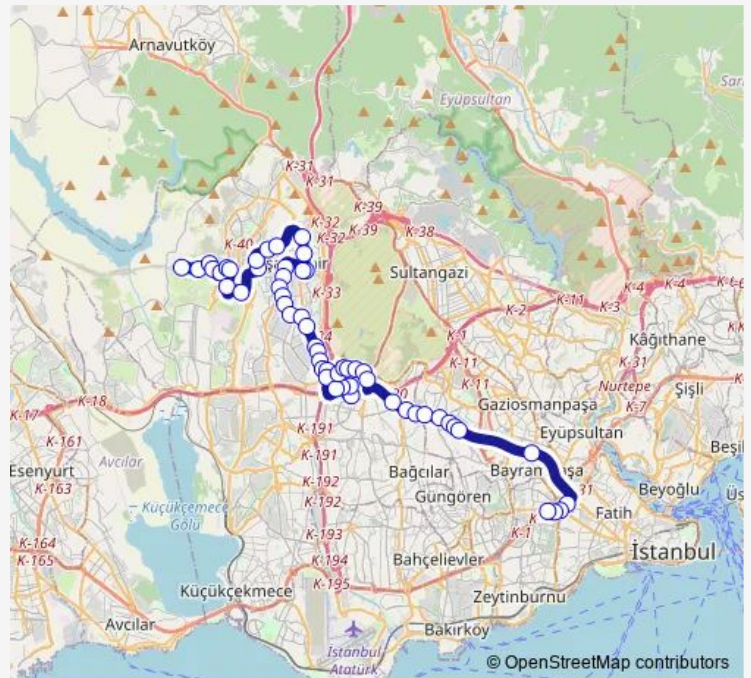 Arnavutköy
Eyüpsultan
K-31
K-31
K-39
K-32
K-32
K-39
K-38
K-40
Sultangazi
K-33
K-4
K-4
K-2
K-11
K-3
K-1
Kâğıthane
K-31
K-11
K-11
Nurtepe
Şişli
K-17
K-18
K-7
Gaziosmanpaşa
K-161
K-191
Eyüpsultan
Avcılar
Esenyurt
K-191
Bağcılar
K-163
K-192
Güngören
Beyoğlu
K-192
Küçükçekmece
Gölü
Fatih
K-1
K-193
İstanbul
K-164
K-165
K-194
Bahçelievler
K-195
Küçükçekmece
Zeytinburnu
Avcılar
Bakırköy
İstanbul
Atatürk
© OpenStreetMap contributors